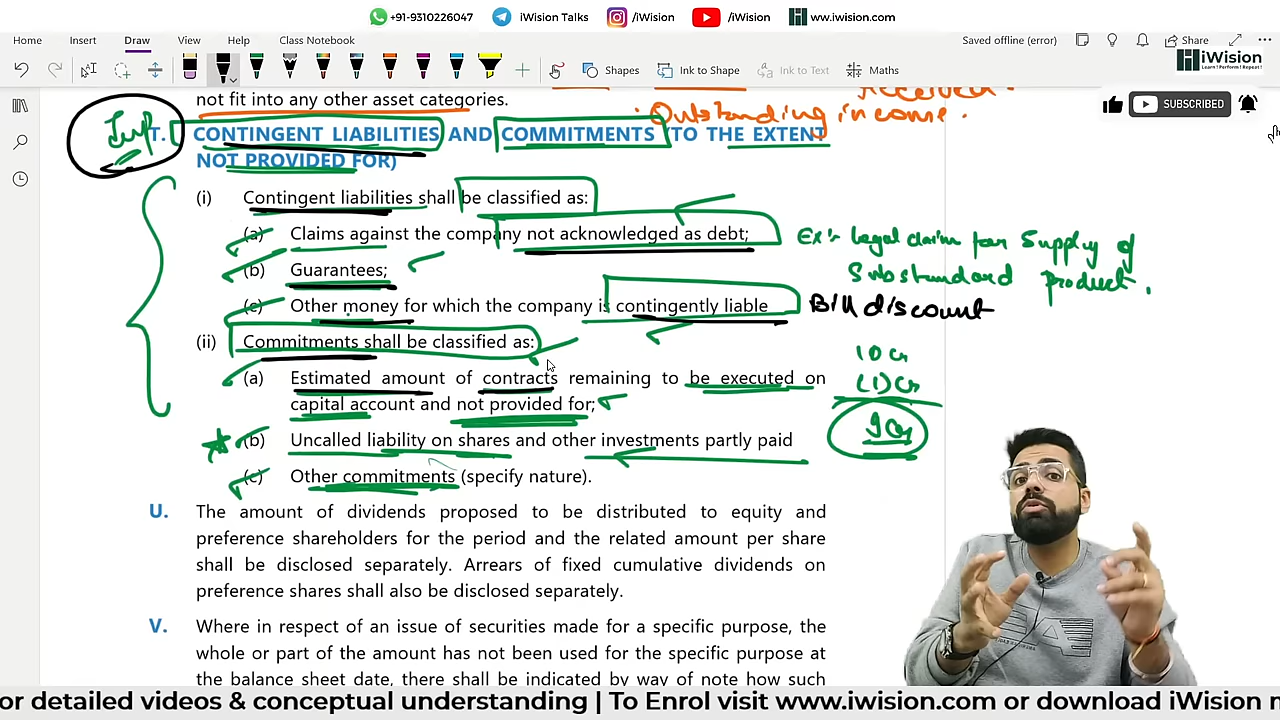 +91-9310226047 iWision Talks /iWision /iWision ww.iwision.com
Home Insert Draw View Help Class Notebook Saved offline (error) Share
Shapes Ink to Shape Ink to Text Maths
iWision
Learn ! Perform ! Repeat !
SUBSCRIBED
not fit into any other asset categories.
Received.
Outstanding income.
Imp
T. CONTINGENT LIABILITIES AND COMMITMENTS (TO THE EXTENT
NOT PROVIDED FOR)
(i) Contingent liabilities shall be classified as:
(a) Claims against the company not acknowledged as debt;
Ex:- legal claim for Supply of
Substandard product.
(b) Guarantees;
(c) Other money for which the company is contingently liable
Bill discount
(ii) Commitments shall be classified as:
10 Cr
(1) Cr
9 Cr
(a) Estimated amount of contracts remaining to be executed on
capital account and not provided for;
(b) Uncalled liability on shares and other investments partly paid
(c) Other commitments (specify nature).
U. The amount of dividends proposed to be distributed to equity and
preference shareholders for the period and the related amount per share
shall be disclosed separately. Arrears of fixed cumulative dividends on
preference shares shall also be disclosed separately.
V. Where in respect of an issue of securities made for a specific purpose, the
whole or part of the amount has not been used for the specific purpose at
the balance sheet date, there shall be indicated by way of note how such
or detailed videos & conceptual understanding | To Enrol visit www.iwision.com or download iWision